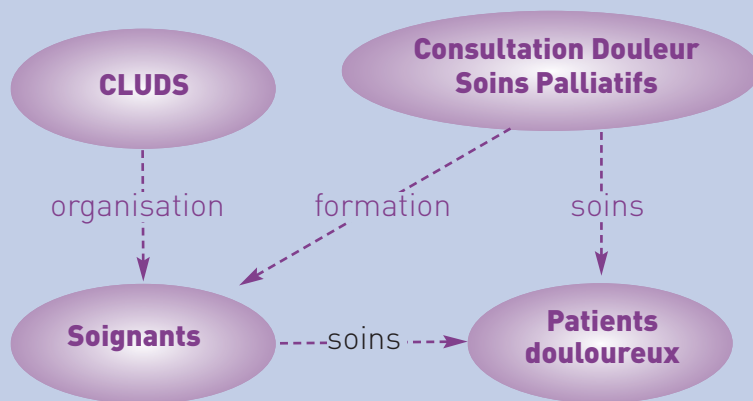 CLUDS
Consultation Douleur
Soins Palliatifs
organisation
formation
soins
Soignants
soins
Patients
douloureux